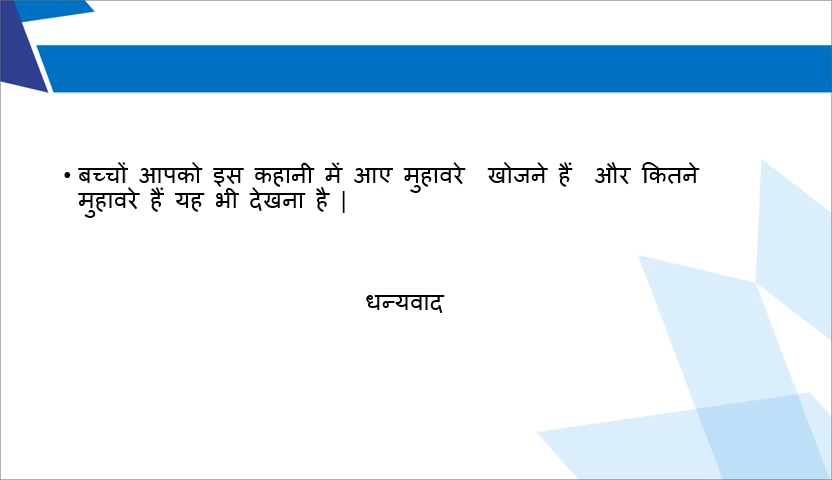 • बच्चों आपको इस कहानी में आए मुहावरे खोजने हैं और कितने
मुहावरे हैं यह भी देखना है |
धन्यवाद